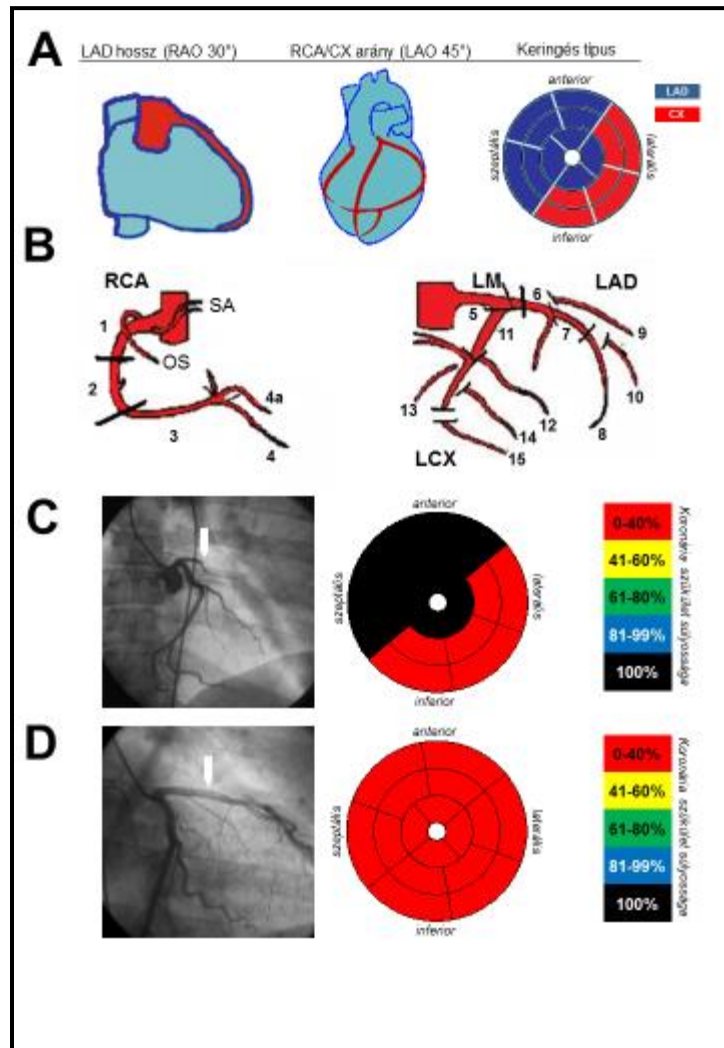 A
LAD hossz (RAO 30°)
RCA/CX arány (LAO 45°)
Keringés típus
anterior
szeptális
laterális
inferior
LAD
CX
B
RCA
SA
1
OS
2
3
4a
4
LM
LAD
5
6
7
8
9
10
11
12
13
14
15
LCX
C
anterior
szeptális
laterális
inferior
0-40%
41-60%
61-80%
81-99%
100%
Koronária szűkület súlyossága
D
anterior
szeptális
laterális
inferior
0-40%
41-60%
61-80%
81-99%
100%
Koronária szűkület súlyossága